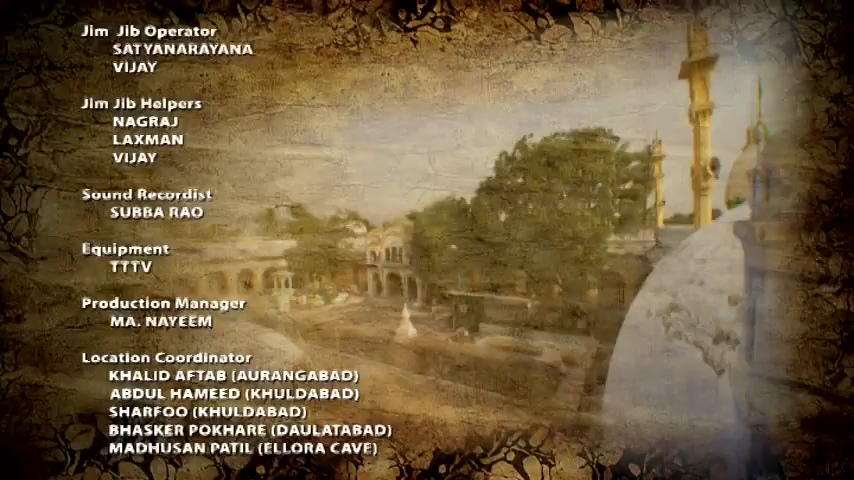 Jim Jib Operator
SATYANARAYANA
VIJAY
Jim Jib Helpers
NAGRAJ
LAXMAN
VIJAY
Sound Recordist
SUBBA RAO
Equipment
TTTV
Production Manager
MA. NAYEEM
Location Coordinator
KHALID AFTAB (AURANGABAD)
ABDUL HAMEED (KHULDABAD)
SHARFOO (KHULDABAD)
BHASKER POKHARE (DAULATABAD)
MADHUSAN PATIL (ELLORA CAVE)